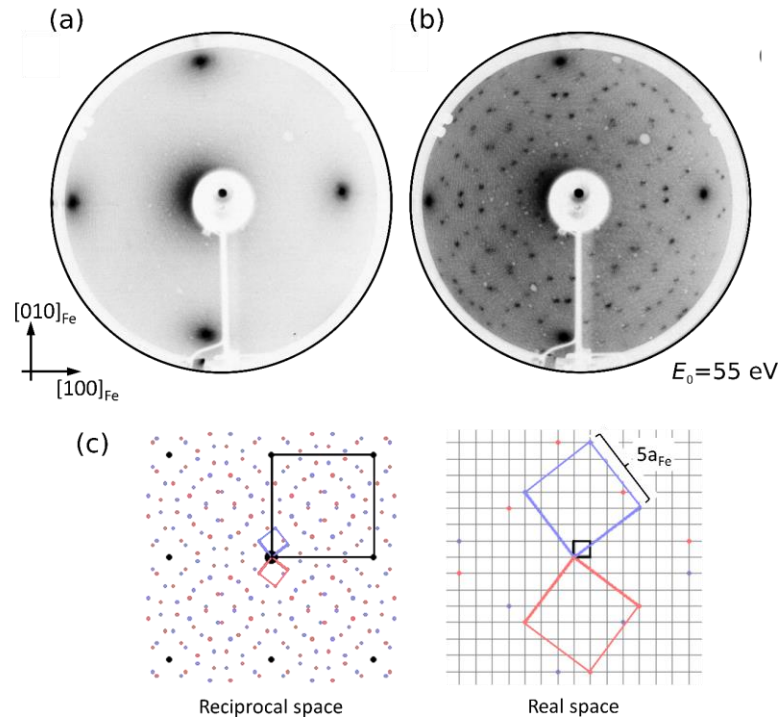 (a)
(b)
[010]Fe
[100]Fe
E0=55 eV
(c)
5aFe
Reciprocal space
Real space